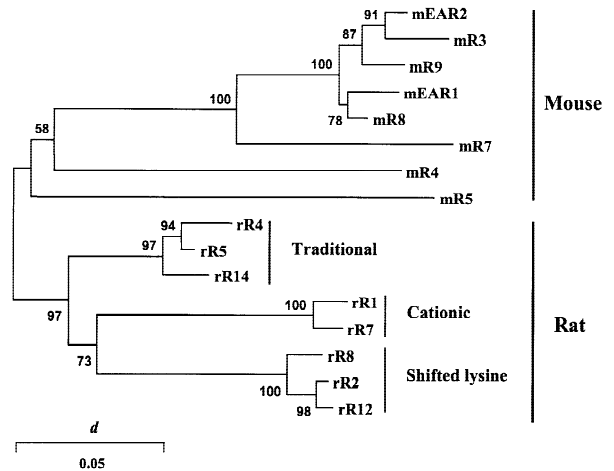 91
mEAR2
87
mR3
100
mR9
mEAR1
100
78
mR8
Mouse
58
mR7
mR4
mR5
94
rR4
97
rR5
Traditional
rR14
97
100
rR1
Cationic
rR7
Rat
73
rR8
100
rR2
Shifted lysine
98
rR12
d
0.05